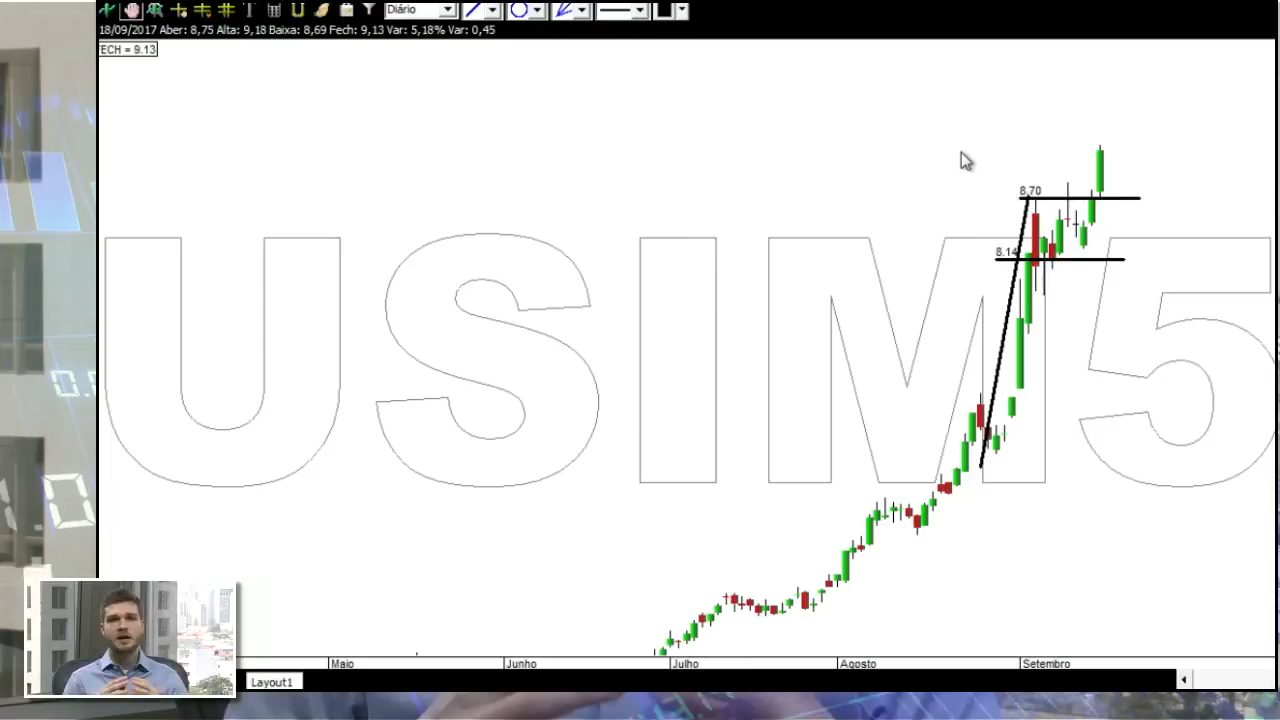 Diário
18/09/2017 Aber: 8,75 Alta: 9,18 Baixa: 8,69 Fech: 9,13 Var: 5,18% Var: 0,45
ECH = 9.13
8,70
8.14
USIM5
Maio Junho Julho Agosto Setembro
Layout1